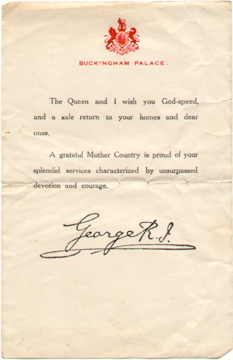 BUCKINGHAM PALACE.
The Queen and I wish you God-speed,
and a safe return to your homes and dear
ones.
A grateful Mother Country is proud of your
splendid services characterized by unsurpassed
devotion and courage.
George R.I.